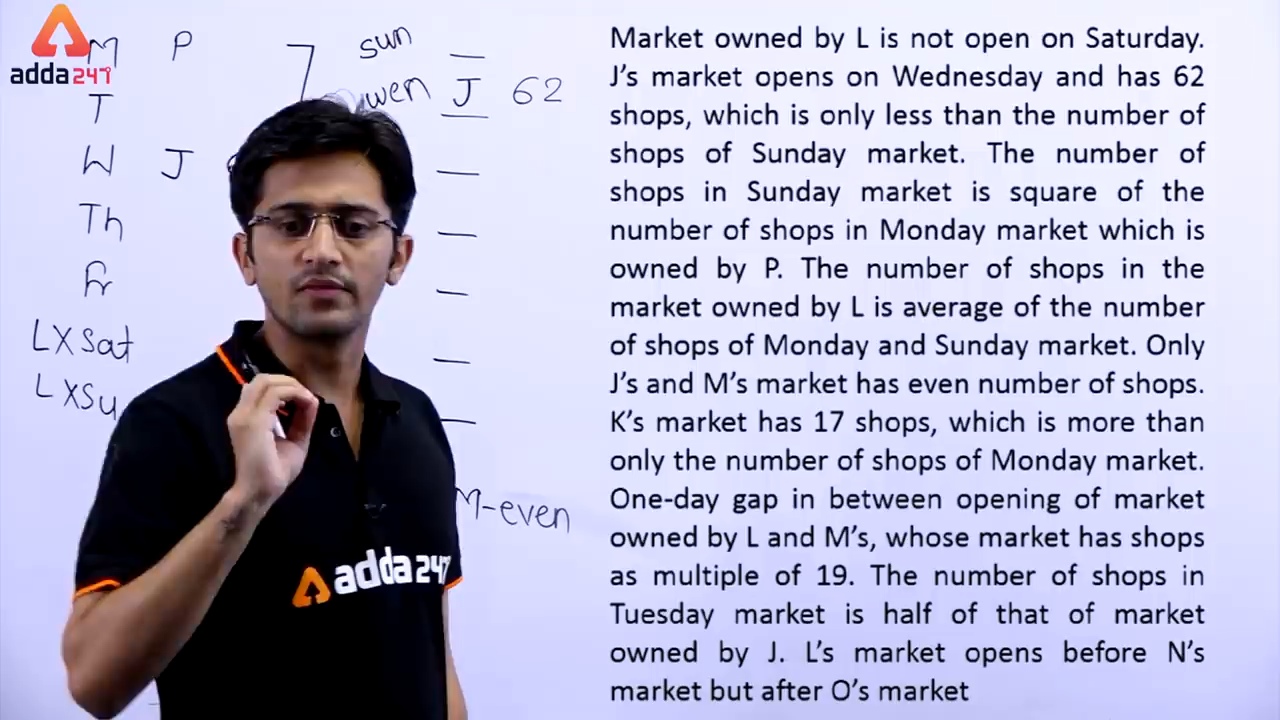 adda247
M P
T
W J
Th
Fr
LXSat
LXSu
sun
wen J 62
M-even
adda247
Market owned by L is not open on Saturday.
J's market opens on Wednesday and has 62
shops, which is only less than the number of
shops of Sunday market. The number of
shops in Sunday market is square of the
number of shops in Monday market which is
owned by P. The number of shops in the
market owned by L is average of the number
of shops of Monday and Sunday market. Only
J's and M's market has even number of shops.
K's market has 17 shops, which is more than
only the number of shops of Monday market.
One-day gap in between opening of market
owned by L and M's, whose market has shops
as multiple of 19. The number of shops in
Tuesday market is half of that of market
owned by J. L's market opens before N's
market but after O's market